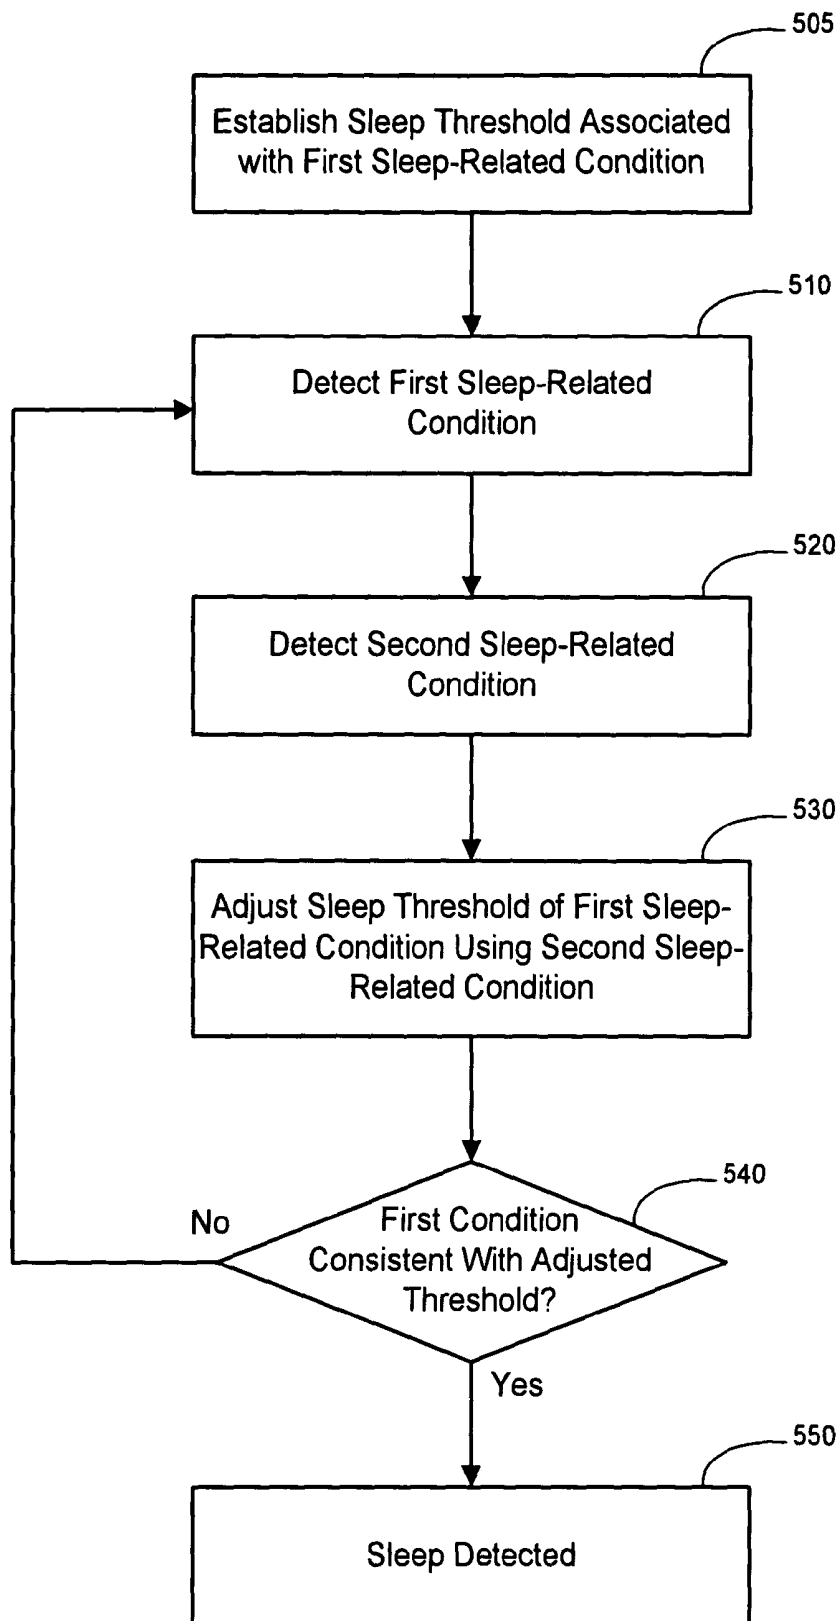 505
Establish Sleep Threshold Associated
with First Sleep-Related Condition
510
Detect First Sleep-Related
Condition
520
Detect Second Sleep-Related
Condition
530
Adjust Sleep Threshold of First Sleep-
Related Condition Using Second Sleep-
Related Condition
540
No
First Condition
Consistent With Adjusted
Threshold?
Yes
550
Sleep Detected